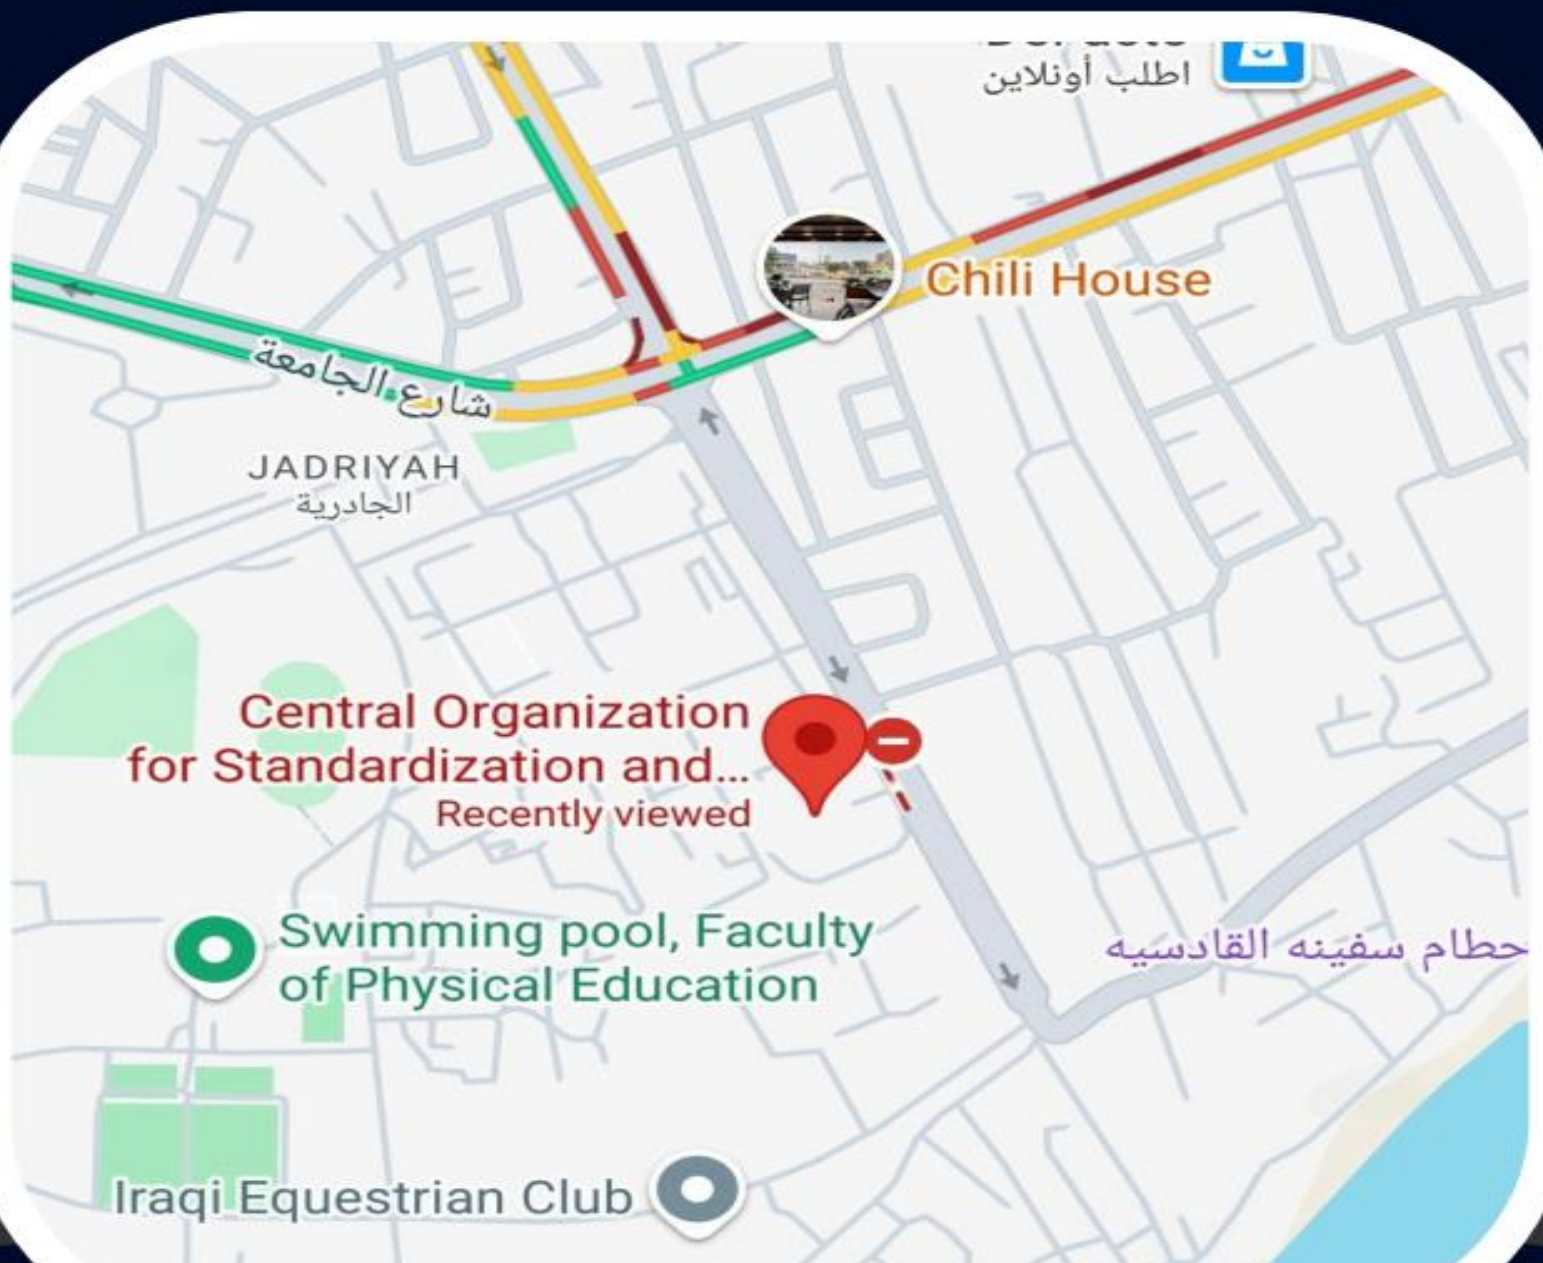 اطلب أونلاين
Chili House
شارع الجامعة
JADRIYAH
الجادرية
Central Organization
for Standardization and...
Recently viewed
Swimming pool, Faculty
of Physical Education
حطام سفينه القادسيه
Iraqi Equestrian Club